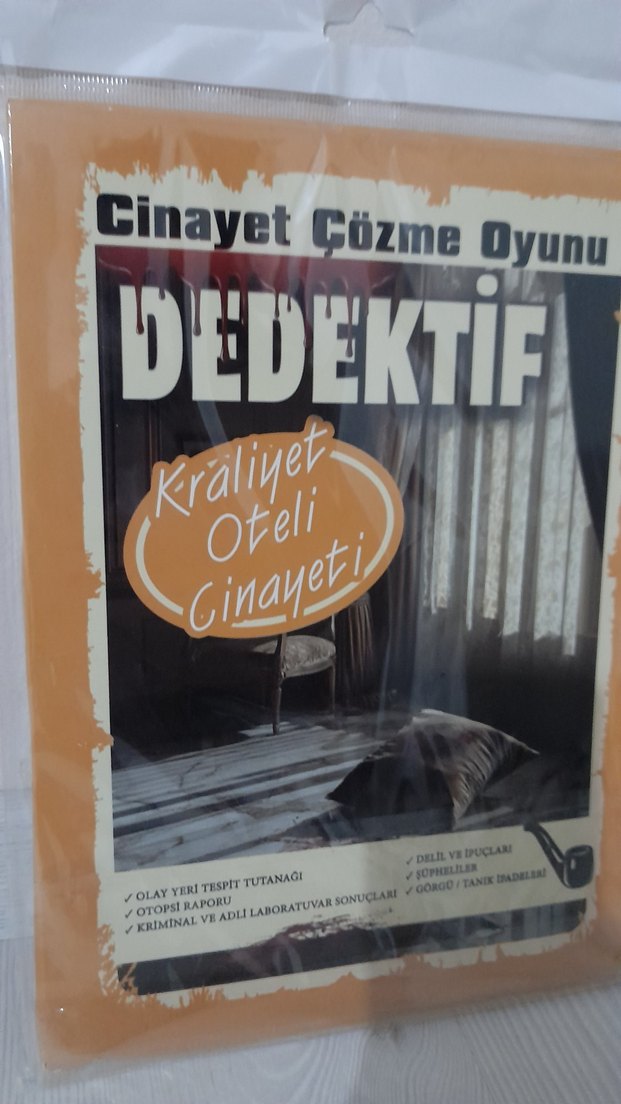 Cinayet Çözme Oyunu
DEDEKTİF
Kraliyet
Oteli
Cinayeti
✓ OLAY YERİ TESPİT TUTANAĞI
✓ OTOPSİ RAPORU
✓ KRİMİNAL VE ADLİ LABORATUVAR SONUÇLARI
✓ DELİL VE İPUÇLARI
✓ ŞÜPHELİLER
✓ GÖRGÜ / TANIK İFADELERİ